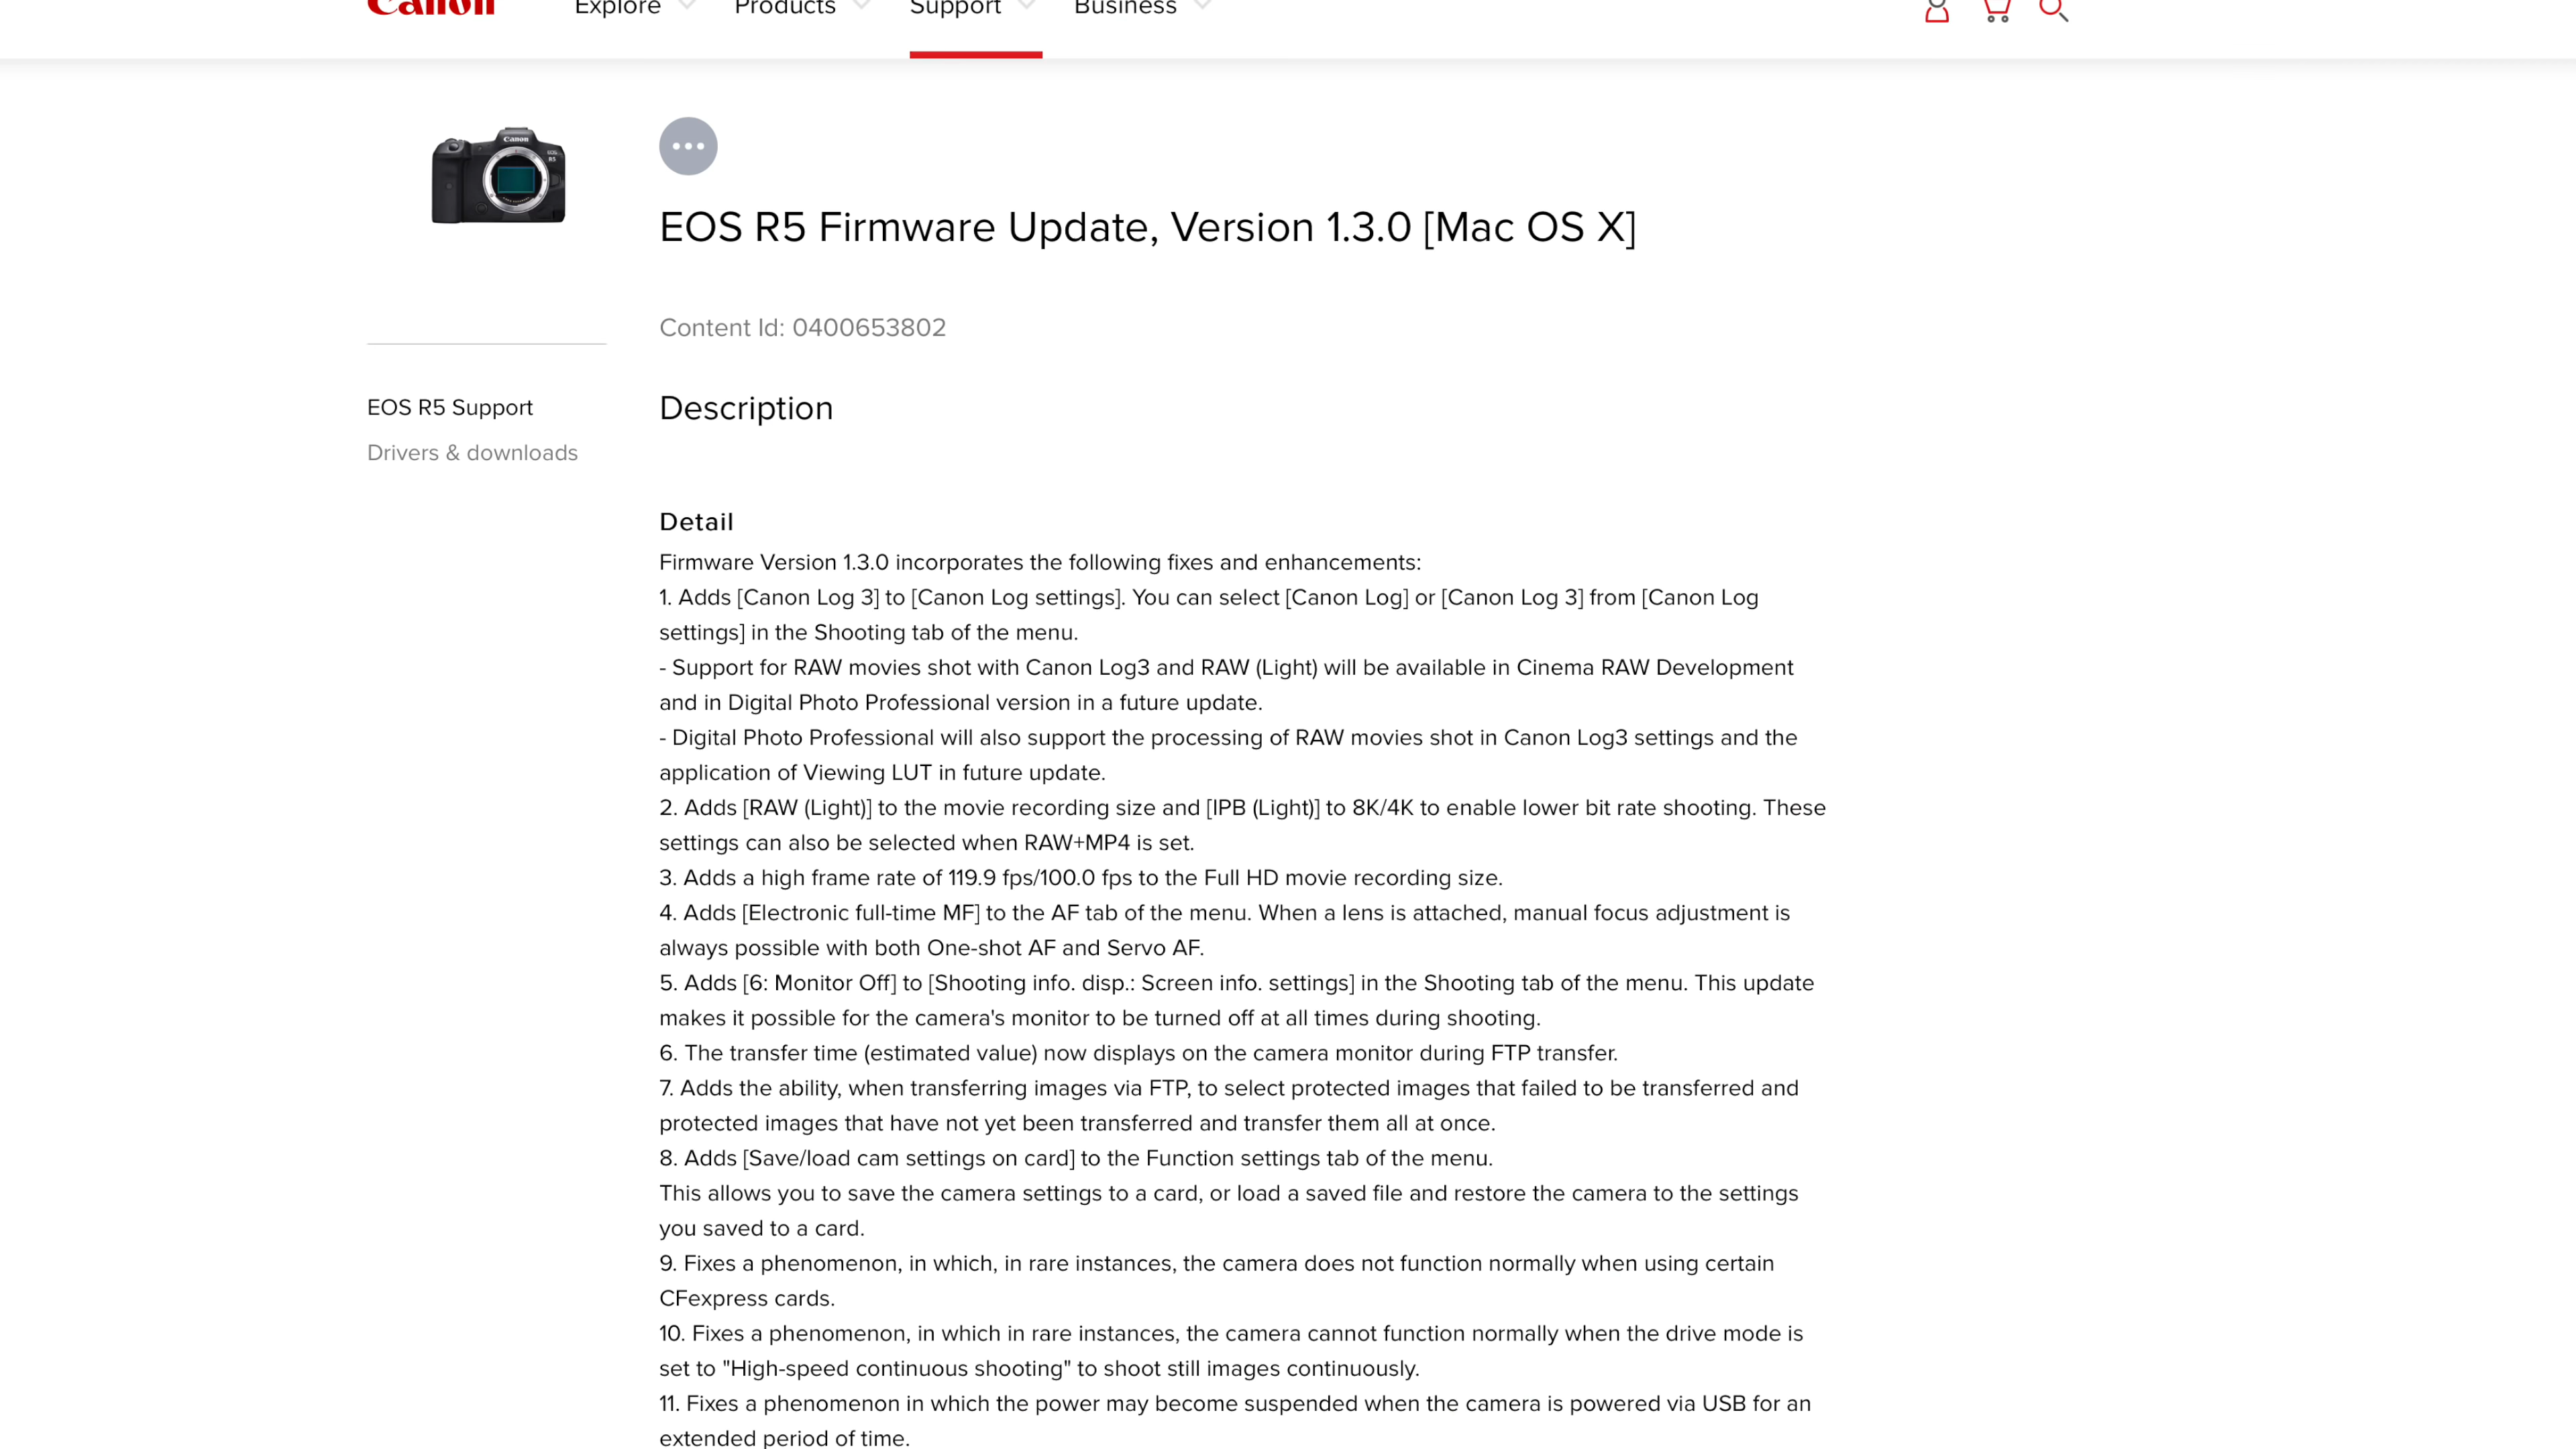 Canon
Explore
Products
Support
Business
Canon
EOS
R5
EOS R5 Firmware Update, Version 1.3.0 [Mac OS X]
Content Id: 0400653802
EOS R5 Support
Drivers & downloads
Description
Detail
Firmware Version 1.3.0 incorporates the following fixes and enhancements:
1. Adds [Canon Log 3] to [Canon Log settings]. You can select [Canon Log] or [Canon Log 3] from [Canon Log
settings] in the Shooting tab of the menu.
- Support for RAW movies shot with Canon Log3 and RAW (Light) will be available in Cinema RAW Development
and in Digital Photo Professional version in a future update.
- Digital Photo Professional will also support the processing of RAW movies shot in Canon Log3 settings and the
application of Viewing LUT in future update.
2. Adds [RAW (Light)] to the movie recording size and [IPB (Light)] to 8K/4K to enable lower bit rate shooting. These
settings can also be selected when RAW+MP4 is set.
3. Adds a high frame rate of 119.9 fps/100.0 fps to the Full HD movie recording size.
4. Adds [Electronic full-time MF] to the AF tab of the menu. When a lens is attached, manual focus adjustment is
always possible with both One-shot AF and Servo AF.
5. Adds [6: Monitor Off] to [Shooting info. disp.: Screen info. settings] in the Shooting tab of the menu. This update
makes it possible for the camera's monitor to be turned off at all times during shooting.
6. The transfer time (estimated value) now displays on the camera monitor during FTP transfer.
7. Adds the ability, when transferring images via FTP, to select protected images that failed to be transferred and
protected images that have not yet been transferred and transfer them all at once.
8. Adds [Save/load cam settings on card] to the Function settings tab of the menu.
This allows you to save the camera settings to a card, or load a saved file and restore the camera to the settings
you saved to a card.
9. Fixes a phenomenon, in which, in rare instances, the camera does not function normally when using certain
CFexpress cards.
10. Fixes a phenomenon, in which in rare instances, the camera cannot function normally when the drive mode is
set to "High-speed continuous shooting" to shoot still images continuously.
11. Fixes a phenomenon in which the power may become suspended when the camera is powered via USB for an
extended period of time.